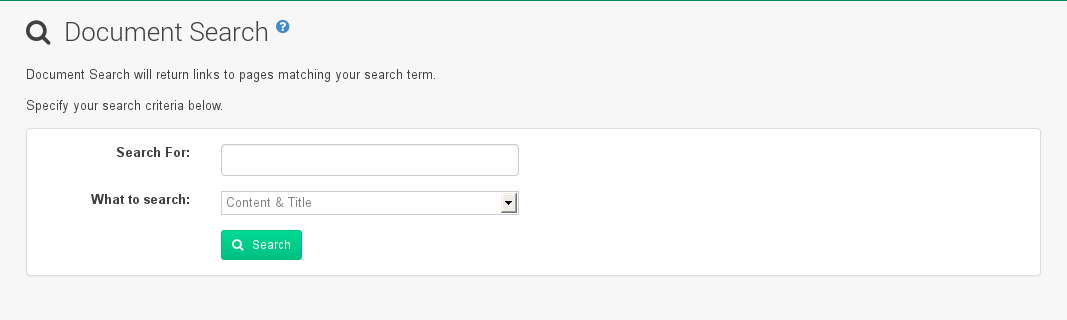 Document Search ?
Document Search will return links to pages matching your search term.
Specify your search criteria below.
Search For:
What to search: Content & Title
Search